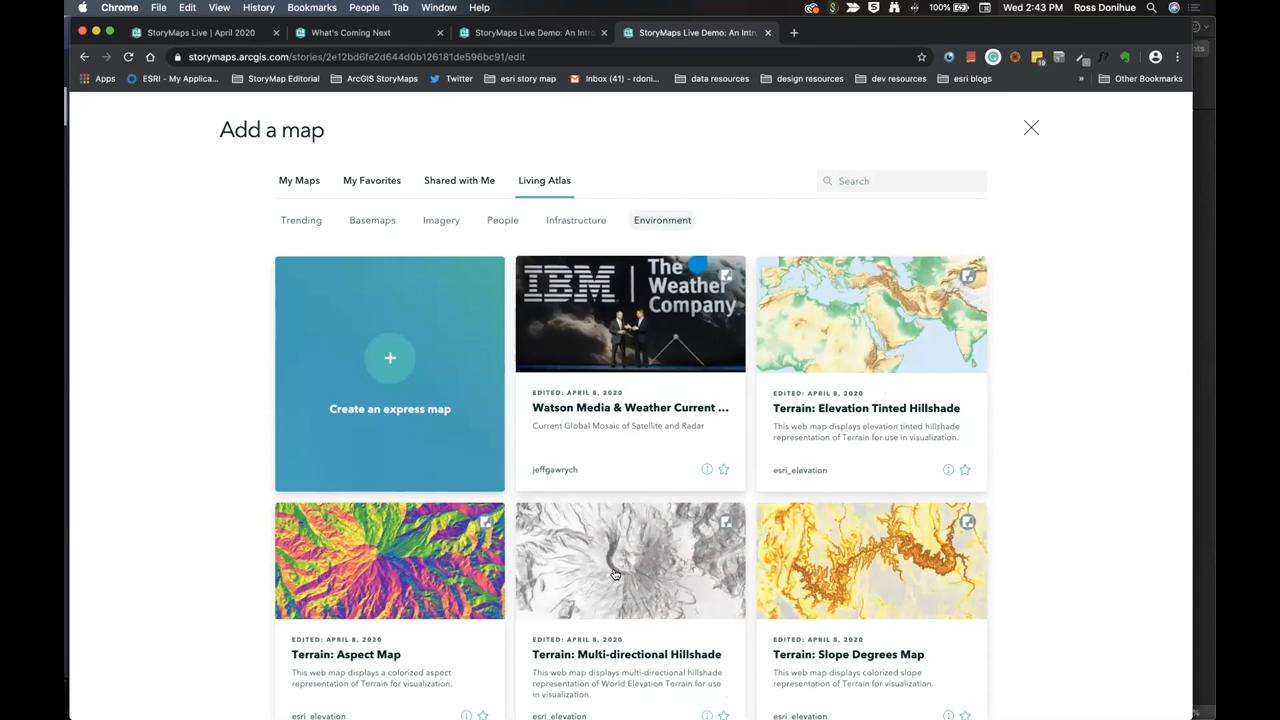 Chrome File Edit View History Bookmarks People Tab Window Help 100% Wed 2:43 PM Ross Donihue
StoryMaps Live | April 2020 What's Coming Next StoryMaps Live Demo: An Intro StoryMaps Live Demo: An Intr
storymaps.arcgis.com/stories/2e12bd6fe2d644d0b126181de596bc91/edit
Apps ESRI - My Applica... StoryMap Editorial ArcGIS StoryMaps Twitter esri story map Inbox (41) - rdoni... data resources design resources dev resources esri blogs » Other Bookmarks
Add a map
My Maps My Favorites Shared with Me Living Atlas Search
Trending Basemaps Imagery People Infrastructure Environment
Create an express map
IBM The Weather Company
EDITED: APRIL 8, 2020
Watson Media & Weather Current ...
Current Global Mosaic of Satellite and Radar
jeffgawrych
EDITED: APRIL 8, 2020
Terrain: Elevation Tinted Hillshade
This web map displays elevation tinted hillshade
representation of Terrain for use in visualization.
esri_elevation
EDITED: APRIL 8, 2020
Terrain: Aspect Map
This web map displays a colorized aspect
representation of Terrain for visualization.
esri_elevation
EDITED: APRIL 8, 2020
Terrain: Multi-directional Hillshade
This web map displays multi-directional hillshade
representation of World Elevation Terrain for use
in visualization.
esri_elevation
EDITED: APRIL 8, 2020
Terrain: Slope Degrees Map
This web map displays colorized slope
representation of Terrain for visualization.
esri_elevation